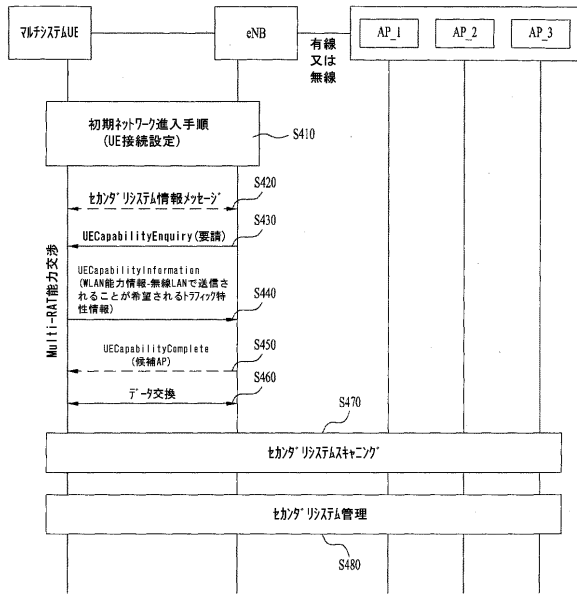 マルチシステムUE
eNB
有線
又は
無線
AP_1
AP_2
AP_3
初期ネットワーク進入手順
(UE接続設定)
S410
セカンダリシステム情報メッセージ
S420
UECapabilityEnquiry(要請)
S430
Multi-RAT能力交渉
UECapabilityInformation
(WLAN能力情報-無線LANで送信さ
れることが希望されるトラフィック特
性情報)
S440
UECapabilityComplete
(候補AP)
S450
データ交換
S460
S470
セカンダリシステムスキャニング
セカンダリシステム管理
S480